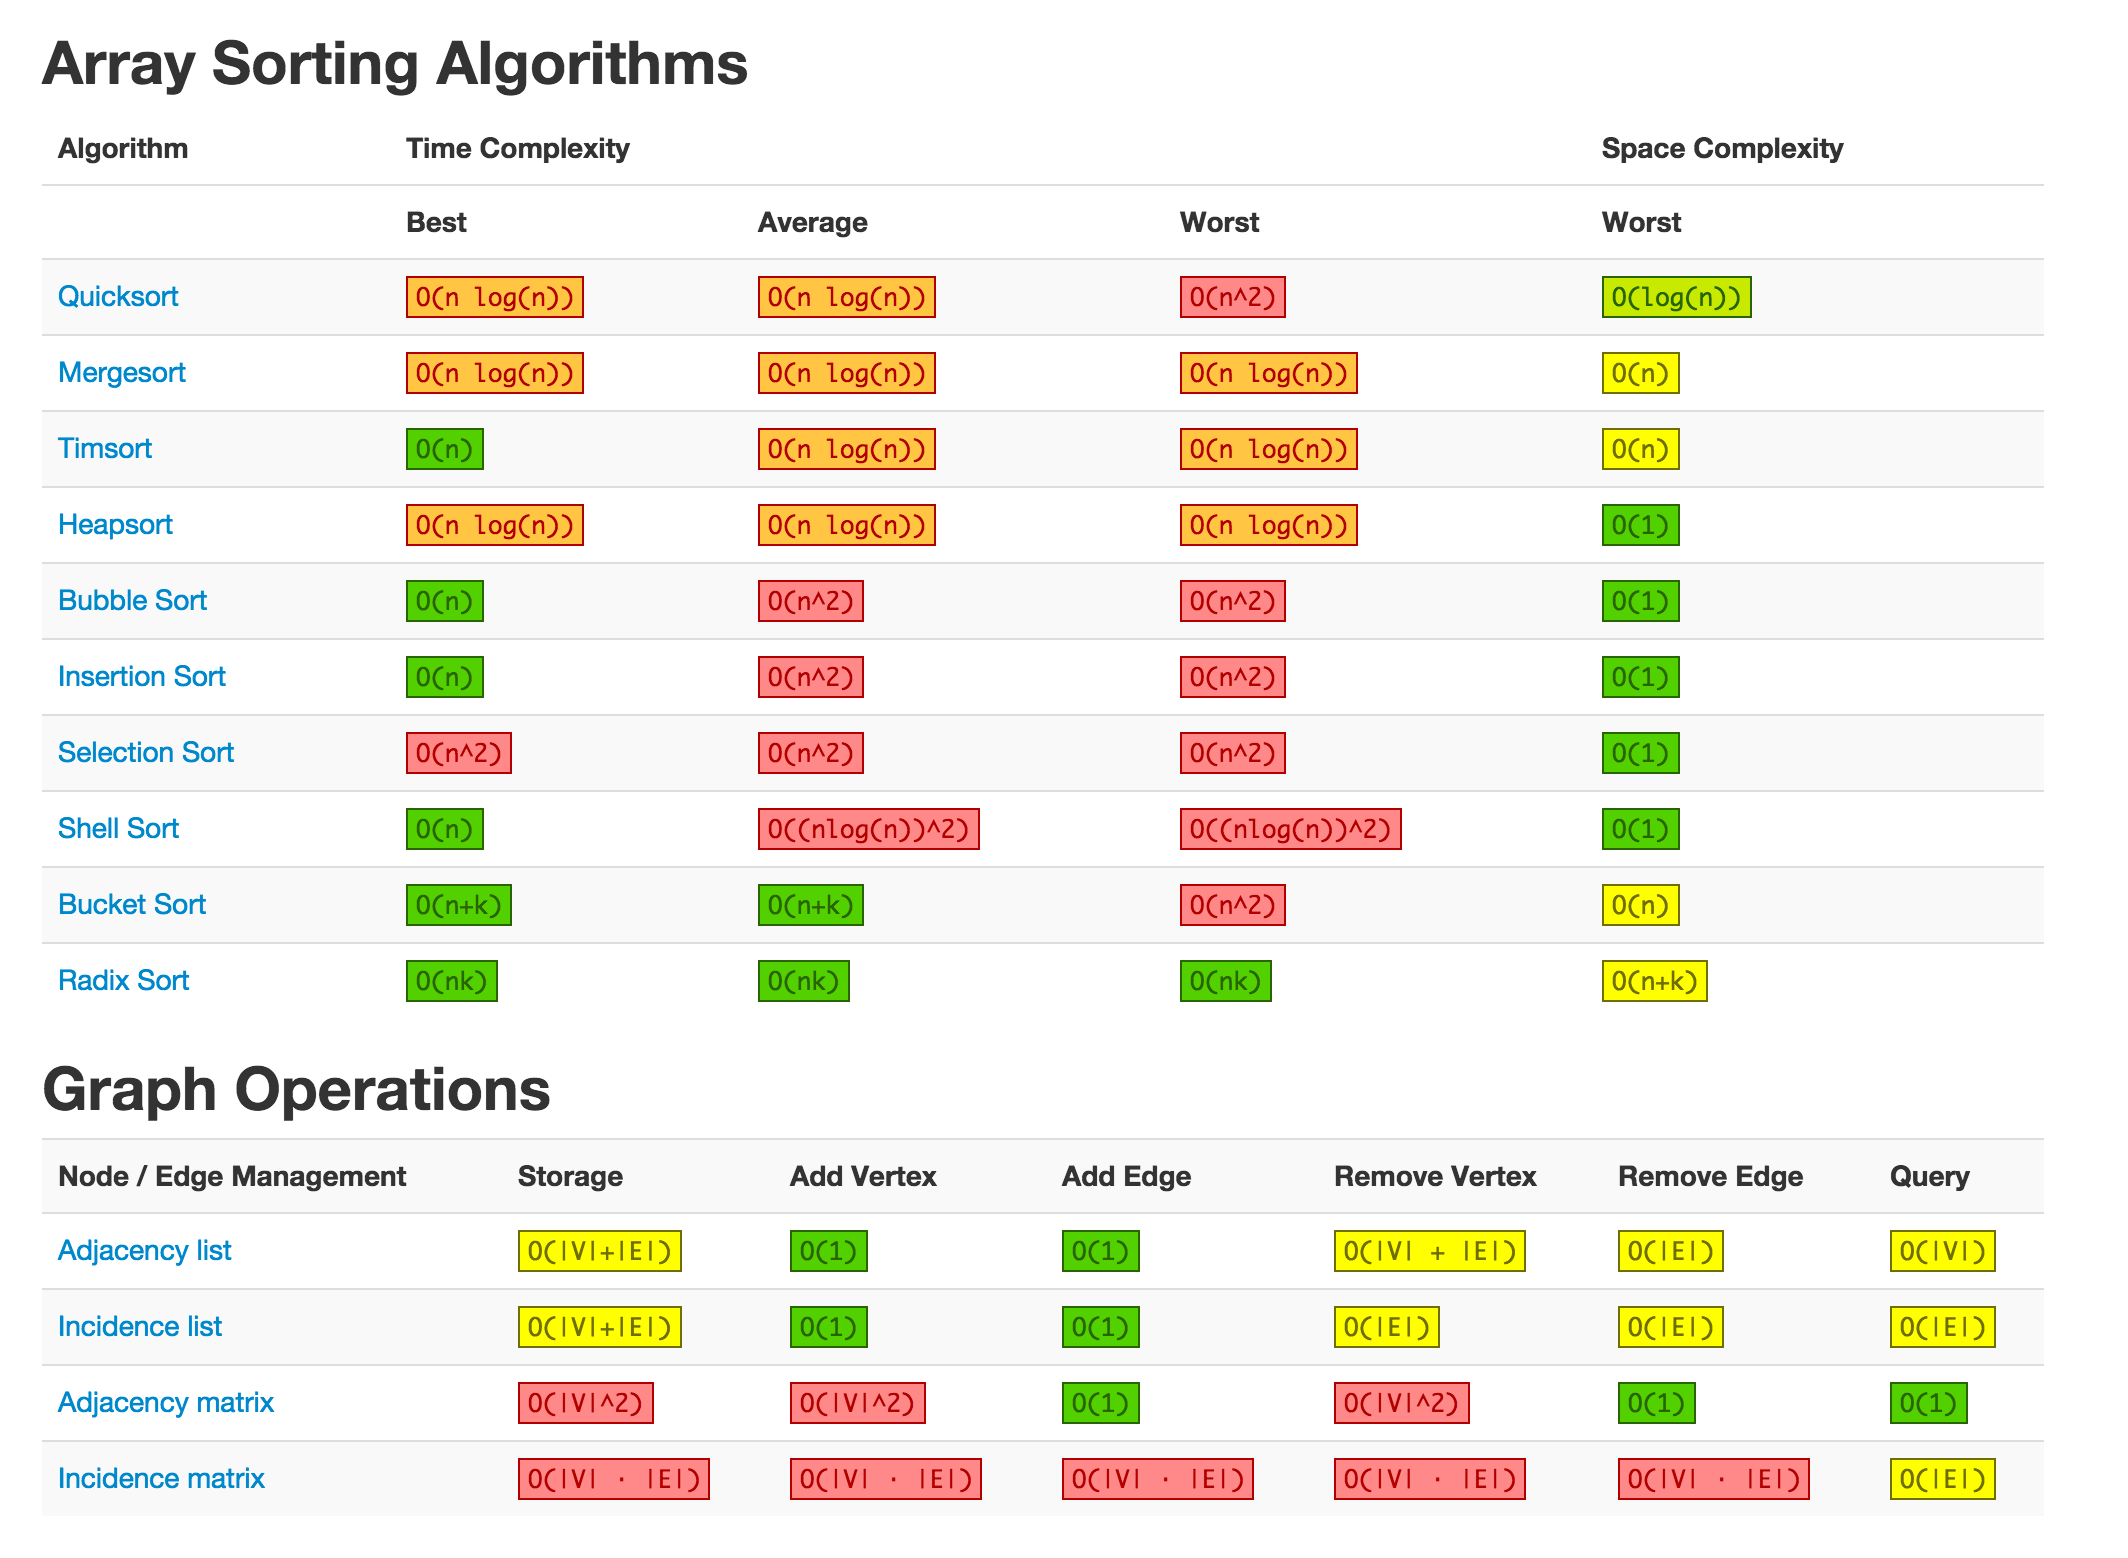 Array Sorting Algorithms
Algorithm Time Complexity Space Complexity
Best Average Worst Worst
Quicksort O(n log(n)) O(n log(n)) O(n^2) O(log(n))
Mergesort O(n log(n)) O(n log(n)) O(n log(n)) O(n)
Timsort O(n) O(n log(n)) O(n log(n)) O(n)
Heapsort O(n log(n)) O(n log(n)) O(n log(n)) O(1)
Bubble Sort O(n) O(n^2) O(n^2) O(1)
Insertion Sort O(n) O(n^2) O(n^2) O(1)
Selection Sort O(n^2) O(n^2) O(n^2) O(1)
Shell Sort O(n) O((nlog(n))^2) O((nlog(n))^2) O(1)
Bucket Sort O(n+k) O(n+k) O(n^2) O(n)
Radix Sort O(nk) O(nk) O(nk) O(n+k)
Graph Operations
Node / Edge Management Storage Add Vertex Add Edge Remove Vertex Remove Edge Query
Adjacency list O(|V|+|E|) O(1) O(1) O(|V| + |E|) O(|E|) O(|V|)
Incidence list O(|V|+|E|) O(1) O(1) O(|E|) O(|E|) O(|E|)
Adjacency matrix O(|V|^2) O(|V|^2) O(1) O(|V|^2) O(1) O(1)
Incidence matrix O(|V| · |E|) O(|V| · |E|) O(|V| · |E|) O(|V| · |E|) O(|V| · |E|) O(|E|)